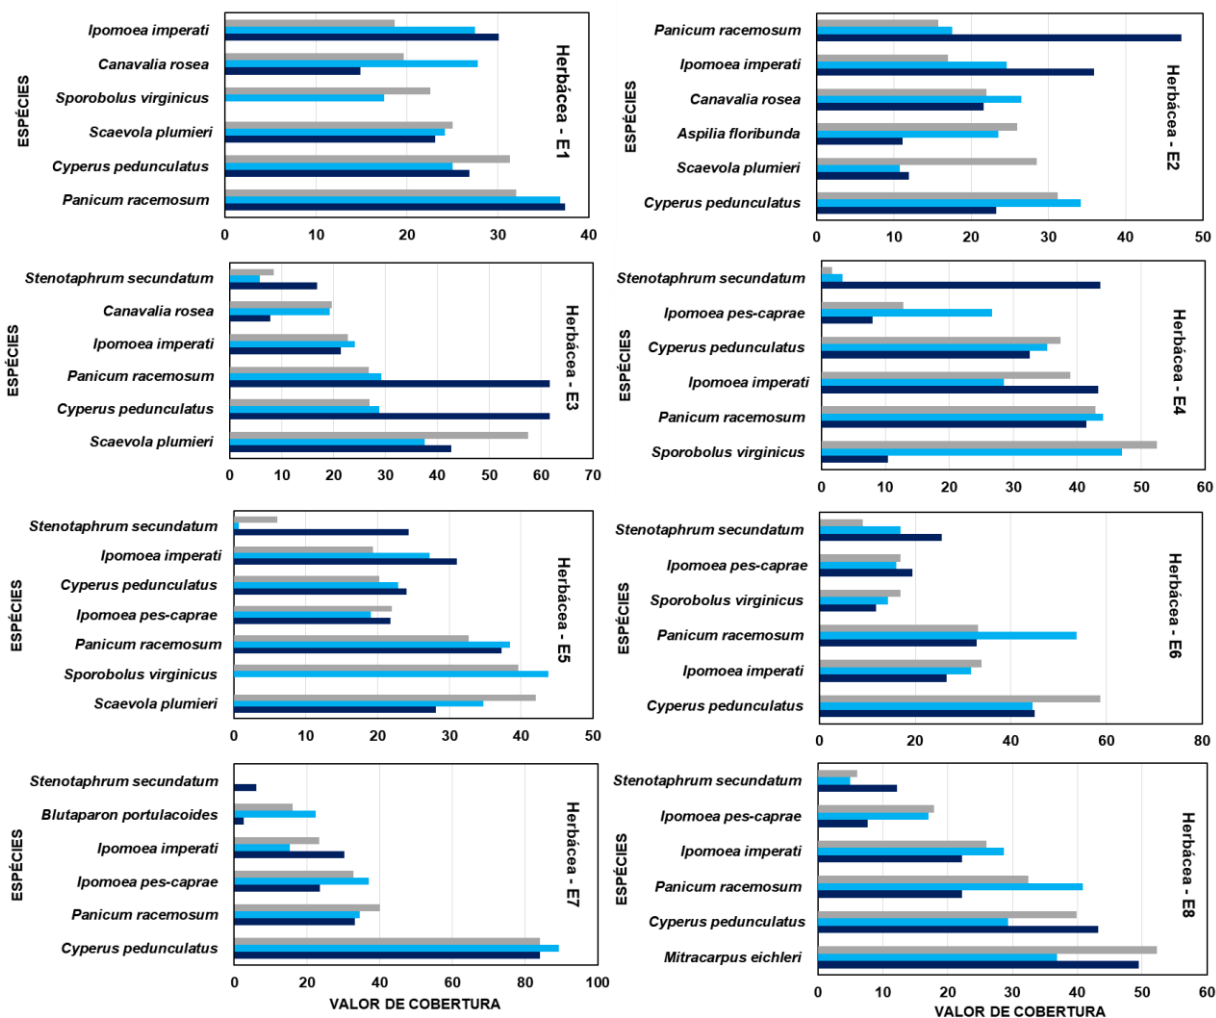 ESPÉCIES
Ipomoea imperati
Canavalia rosea
Sporobolus virginicus
Scaevola plumieri
Cyperus pedunculatus
Panicum racemosum
Herbácea - E1
0 10 20 30 40
ESPÉCIES
Panicum racemosum
Ipomoea imperati
Canavalia rosea
Aspilia floribunda
Scaevola plumieri
Cyperus pedunculatus
Herbácea - E2
0 10 20 30 40 50
ESPÉCIES
Stenotaphrum secundatum
Canavalia rosea
Ipomoea imperati
Panicum racemosum
Cyperus pedunculatus
Scaevola plumieri
Herbácea - E3
0 10 20 30 40 50 60 70
ESPÉCIES
Stenotaphrum secundatum
Ipomoea pes-caprae
Cyperus pedunculatus
Ipomoea imperati
Panicum racemosum
Sporobolus virginicus
Herbácea - E4
0 10 20 30 40 50 60
ESPÉCIES
Stenotaphrum secundatum
Ipomoea imperati
Cyperus pedunculatus
Ipomoea pes-caprae
Panicum racemosum
Sporobolus virginicus
Scaevola plumieri
Herbácea - E5
0 10 20 30 40 50
ESPÉCIES
Stenotaphrum secundatum
Ipomoea pes-caprae
Sporobolus virginicus
Panicum racemosum
Ipomoea imperati
Cyperus pedunculatus
Herbácea - E6
0 20 40 60 80
ESPÉCIES
Stenotaphrum secundatum
Blutaparon portulacoides
Ipomoea imperati
Ipomoea pes-caprae
Panicum racemosum
Cyperus pedunculatus
Herbácea - E7
0 20 40 60 80 100
VALOR DE COBERTURA
ESPÉCIES
Stenotaphrum secundatum
Ipomoea pes-caprae
Ipomoea imperati
Panicum racemosum
Cyperus pedunculatus
Mitracarpus eichleri
Herbácea - E8
0 10 20 30 40 50 60
VALOR DE COBERTURA